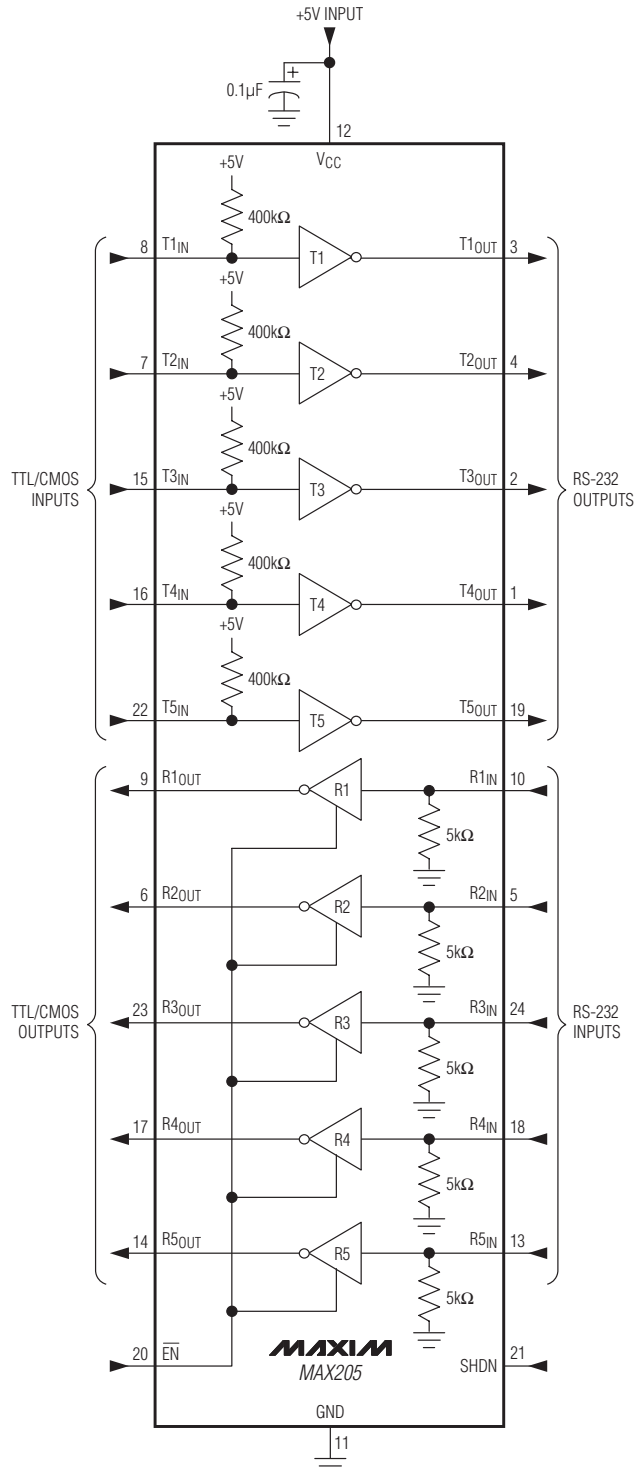 +5V INPUT
0.1µF
+
12
VCC
+5V
400kΩ
8 T1IN T1 T1OUT 3
+5V
400kΩ
7 T2IN T2 T2OUT 4
+5V
400kΩ
TTL/CMOS
INPUTS
15 T3IN T3 T3OUT 2
RS-232
OUTPUTS
+5V
400kΩ
16 T4IN T4 T4OUT 1
+5V
400kΩ
22 T5IN T5 T5OUT 19
9 R1OUT R1 R1IN 10
5kΩ
6 R2OUT R2 R2IN 5
5kΩ
TTL/CMOS
OUTPUTS
23 R3OUT R3 R3IN 24
RS-232
INPUTS
5kΩ
17 R4OUT R4 R4IN 18
5kΩ
14 R5OUT R5 R5IN 13
5kΩ
20 EN
MAXIM
MAX205
SHDN 21
GND
11